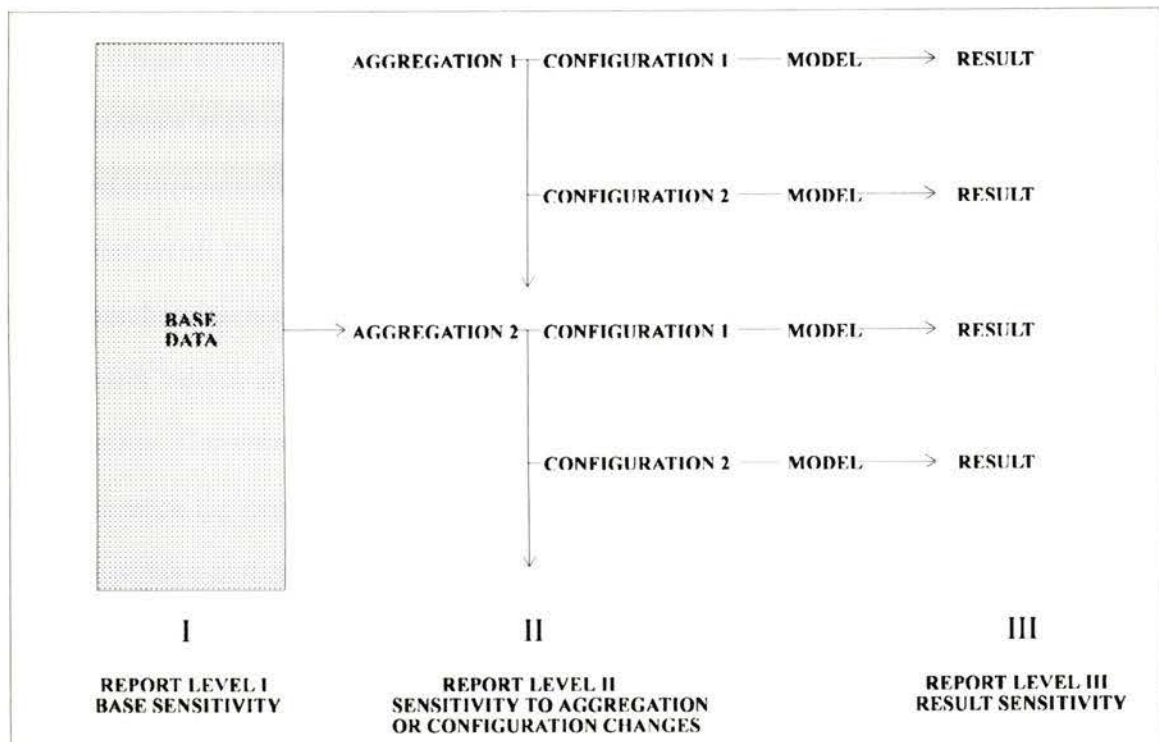 AGGREGATION 1 CONFIGURATION 1 MODEL RESULT
CONFIGURATION 2 MODEL RESULT
BASE
DATA
AGGREGATION 2 CONFIGURATION 1 MODEL RESULT
CONFIGURATION 2 MODEL RESULT
I II III
REPORT LEVEL I
BASE SENSITIVITY
REPORT LEVEL II
SENSITIVITY TO AGGREGATION
OR CONFIGURATION CHANGES
REPORT LEVEL III
RESULT SENSITIVITY